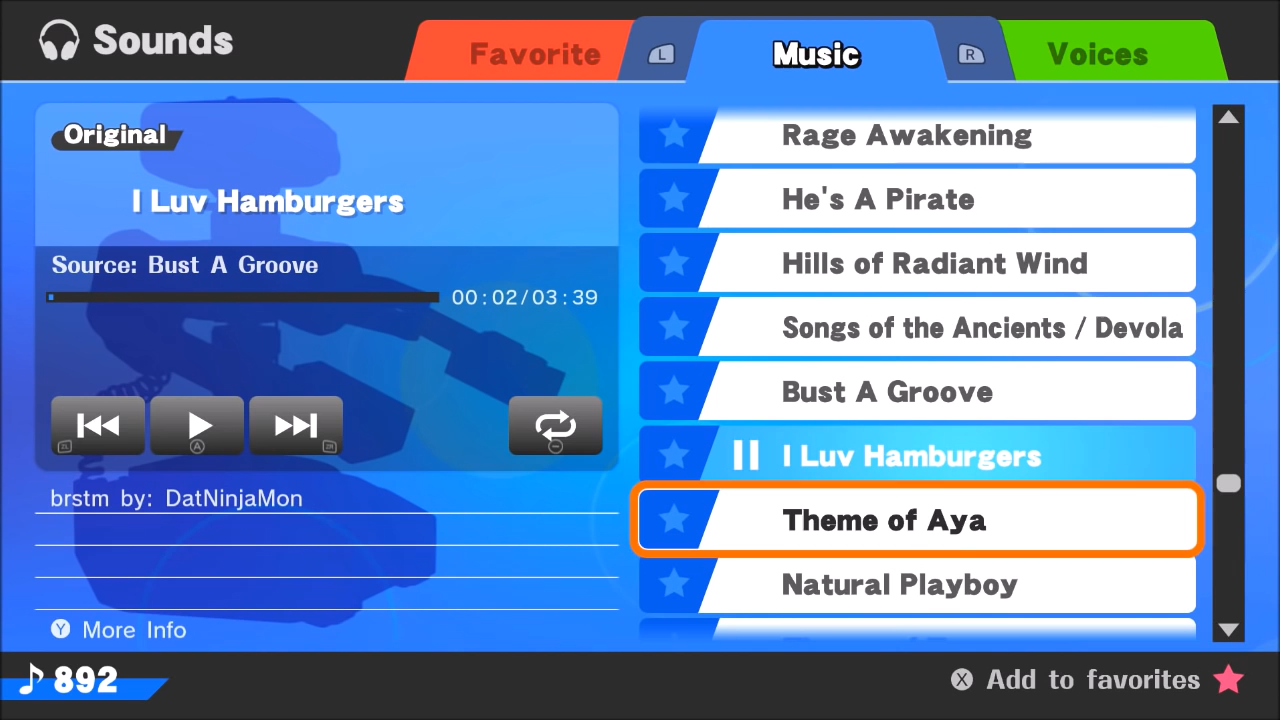 Sounds
Favorite
L
Music
R
Voices
Original
I Luv Hamburgers
Source: Bust A Groove
00:02/03:39
ZL
A
ZR
brstm by: DatNinjaMon
Y More Info
892
Rage Awakening
He's A Pirate
Hills of Radiant Wind
Songs of the Ancients / Devola
Bust A Groove
I Luv Hamburgers
Theme of Aya
Natural Playboy
X Add to favorites